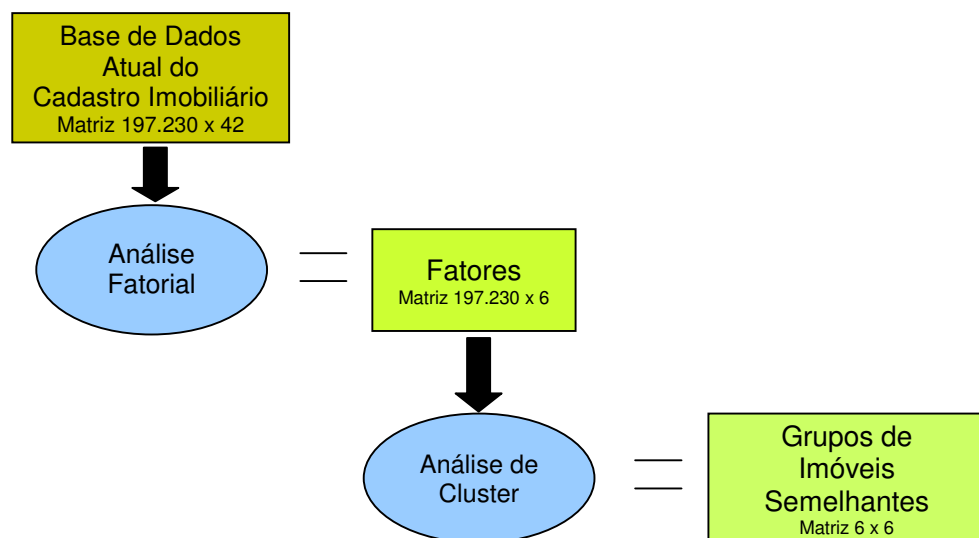 Base de Dados
Atual do
Cadastro Imobiliário
Matriz 197.230 x 42
Análise
Fatorial
Fatores
Matriz 197.230 x 6
Análise de
Cluster
Grupos de
Imóveis
Semelhantes
Matriz 6 x 6